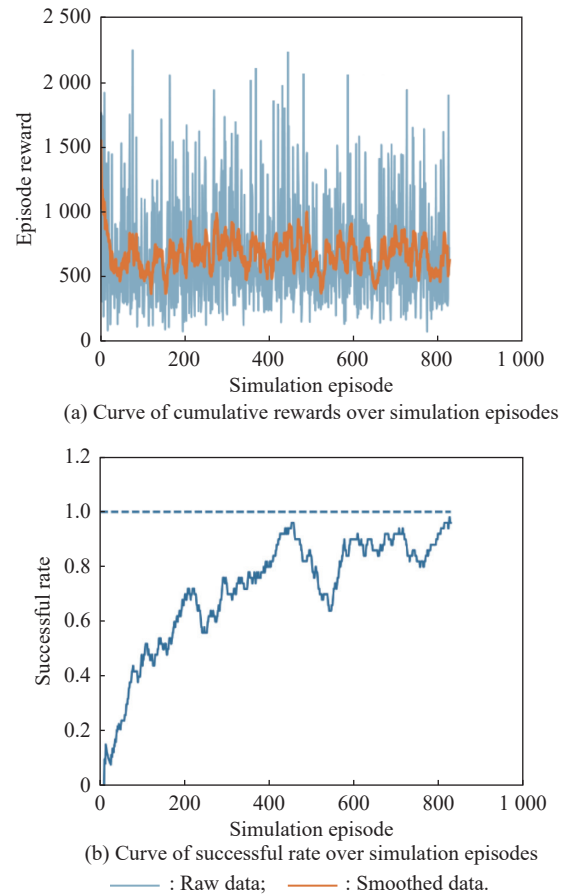 2 500
2 000
1 500
1 000
500
0
Episode reward
0 200 400 600 800 1 000
Simulation episode
(a) Curve of cumulative rewards over simulation episodes
1.2
1.0
0.8
0.6
0.4
0.2
0
Successful rate
0 200 400 600 800 1 000
Simulation episode
(b) Curve of successful rate over simulation episodes
: Raw data; : Smoothed data.